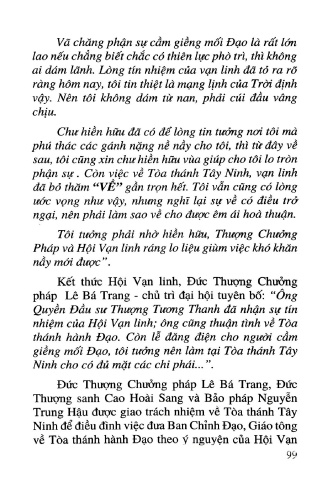 Vã chăng phận sự cầm giềng mối Đạo là rất lớn
lao nếu chẳng biết chắc có thiên lực phò trì, thì không
ai dám lãnh. Lòng tín nhiệm của vạn linh đã tỏ ra rõ
ràng hôm nay, tôi tin thiệt là mạng lịnh của Trời định
vậy. Nên tôi không dám từ nan, phải cúi đầu vâng
chịu.
Chư hiền hữu đã có để lòng tin tưởng nơi tôi mà
phú thác các gánh nặng nề nầy cho tôi, thì từ đây về
sau, tôi cũng xin chư hiền hữu vùa giúp cho tôi lo tròn
phận sự . Còn việc về Tòa thánh Tây Ninh, vạn linh
đã bỏ thăm “VỀ” gần trọn hết. Tôi vẫn cũng có lòng
ước vọng như vậy, nhưng nghĩ lại sự về có điều trở
ngại, nên phải làm sao về cho được êm ái hoà thuận.
Tôi tưởng phải nhờ hiền hữu, Thượng Chưởng
Pháp và Hội Vạn linh ráng lo liệu giùm việc khó khăn
nầy mới được”.
Kết thức Hội Vạn linh, Đức Thượng Chưởng
pháp Lê Bá Trang - chủ trì đại hội tuyên bố: “Ông
Quyền Đầu sư Thượng Tương Thanh đã nhận sự tín
nhiệm của Hội Vạn linh; ông cũng thuận tình về Tòa
thánh hành Đạo. Còn lễ đăng điện cho người cầm
giềng mối Đạo, tôi tưởng nên làm tại Tòa thánh Tây
Ninh cho có đủ mặt các chi phái...”.
Đức Thượng Chưởng pháp Lê Bá Trang, Đức
Thượng sanh Cao Hoài Sang và Bảo pháp Nguyễn
Trung Hậu được giao trách nhiệm về Tòa thánh Tây
Ninh để điều đình việc đưa Ban Chỉnh Đạo, Giáo tông
về Tòa thánh hành Đạo theo ý nguyện của Hội Vạn
99